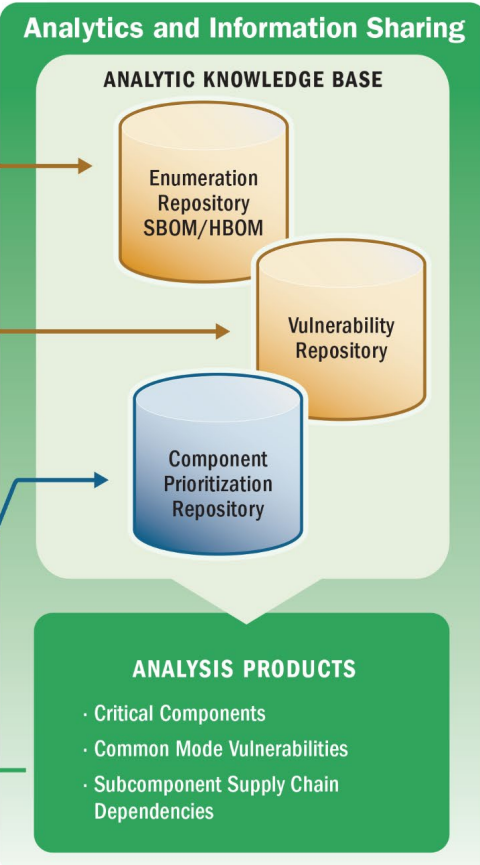 Analytics and Information Sharing
ANALYTIC KNOWLEDGE BASE
Enumeration
Repository
SBOM/HBOM
Vulnerability
Repository
Component
Prioritization
Repository
ANALYSIS PRODUCTS
· Critical Components
· Common Mode Vulnerabilities
· Subcomponent Supply Chain
Dependencies